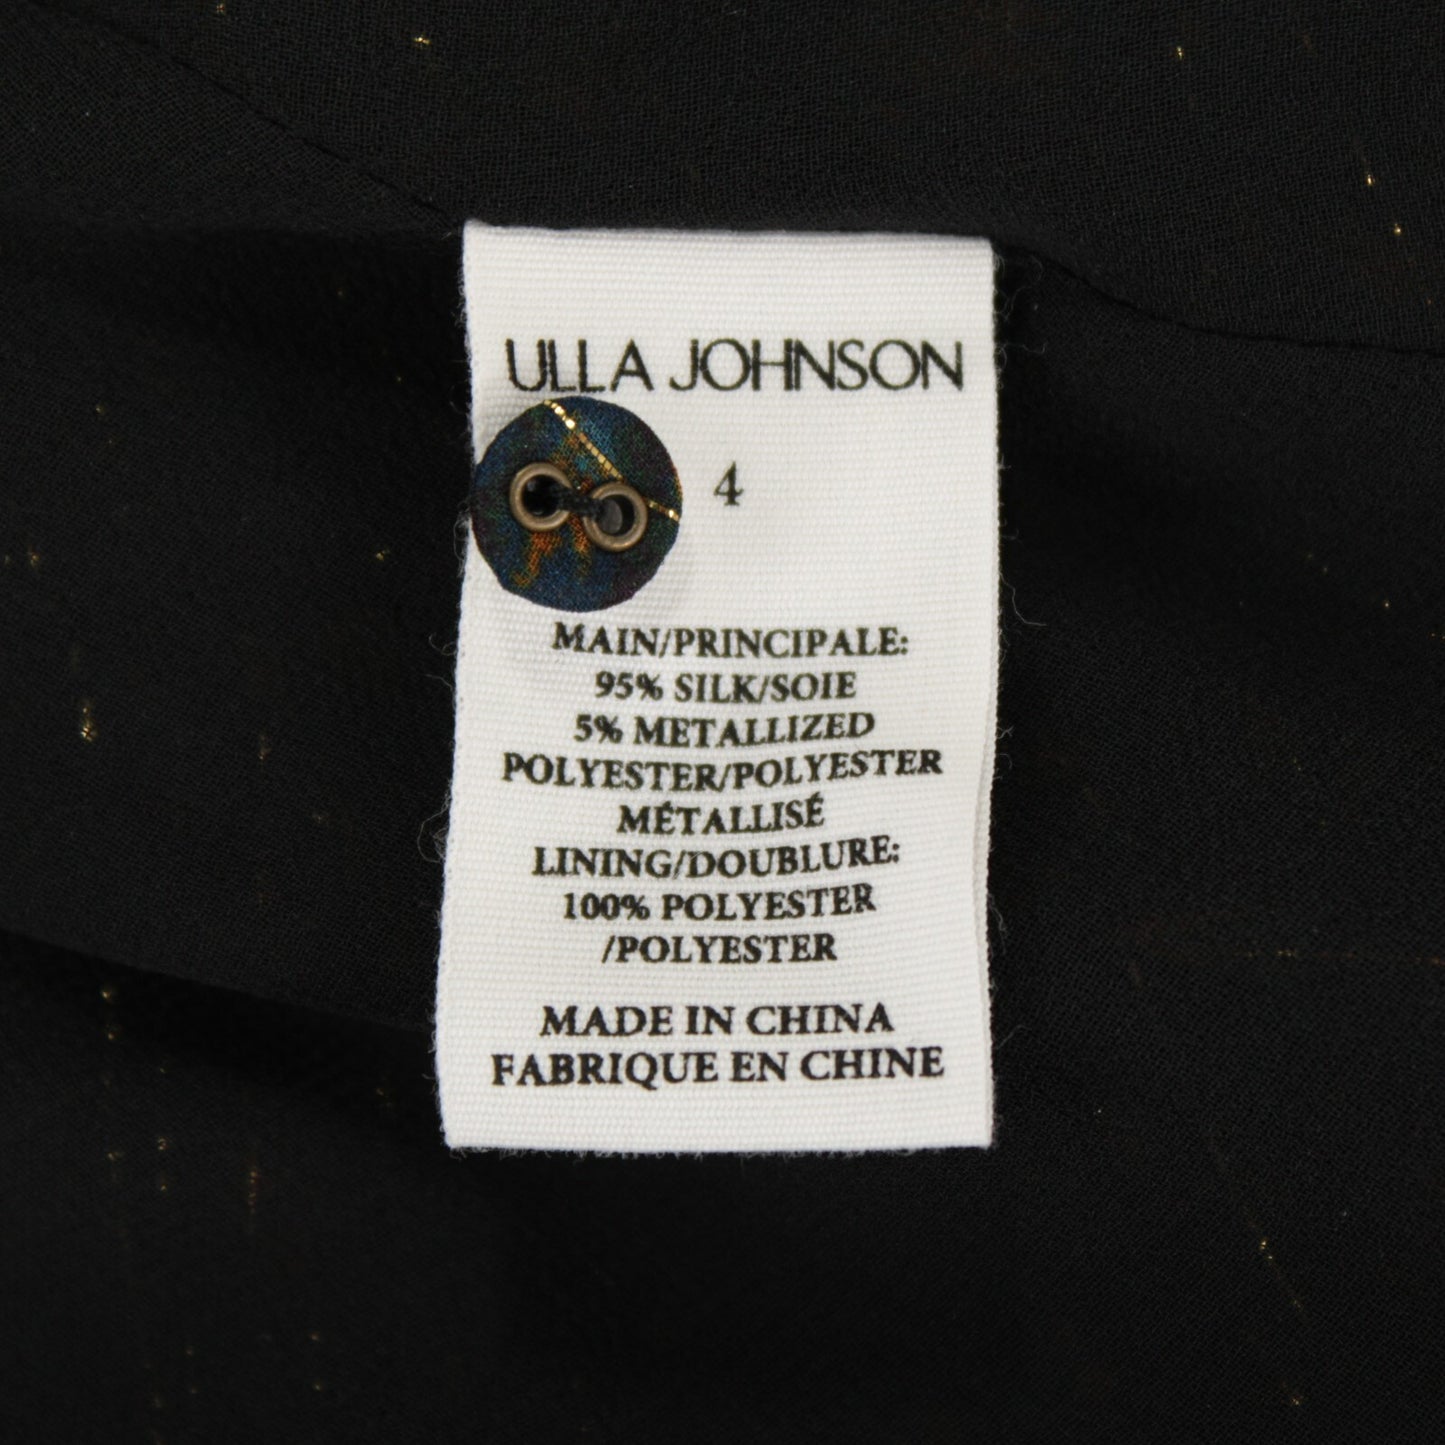 ULLA JOHNSON
4
MAIN/PRINCIPALE:
95% SILK/SOIE
5% METALLIZED
POLYESTER/POLYESTER
MÉTALLISÉ
LINING/DOUBLURE:
100% POLYESTER
/POLYESTER
MADE IN CHINA
FABRIQUE EN CHINE